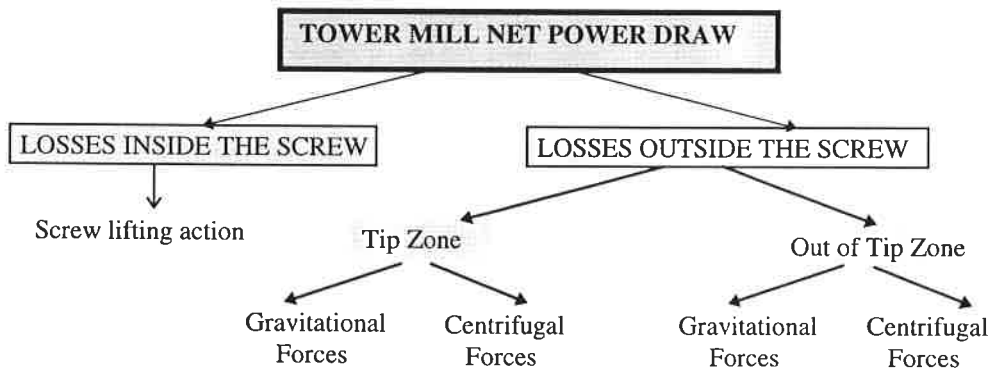 TOWER MILL NET POWER DRAW
LOSSES INSIDE THE SCREW
LOSSES OUTSIDE THE SCREW
Screw lifting action
Tip Zone
Out of Tip Zone
Gravitational
Forces
Centrifugal
Forces
Gravitational
Forces
Centrifugal
Forces